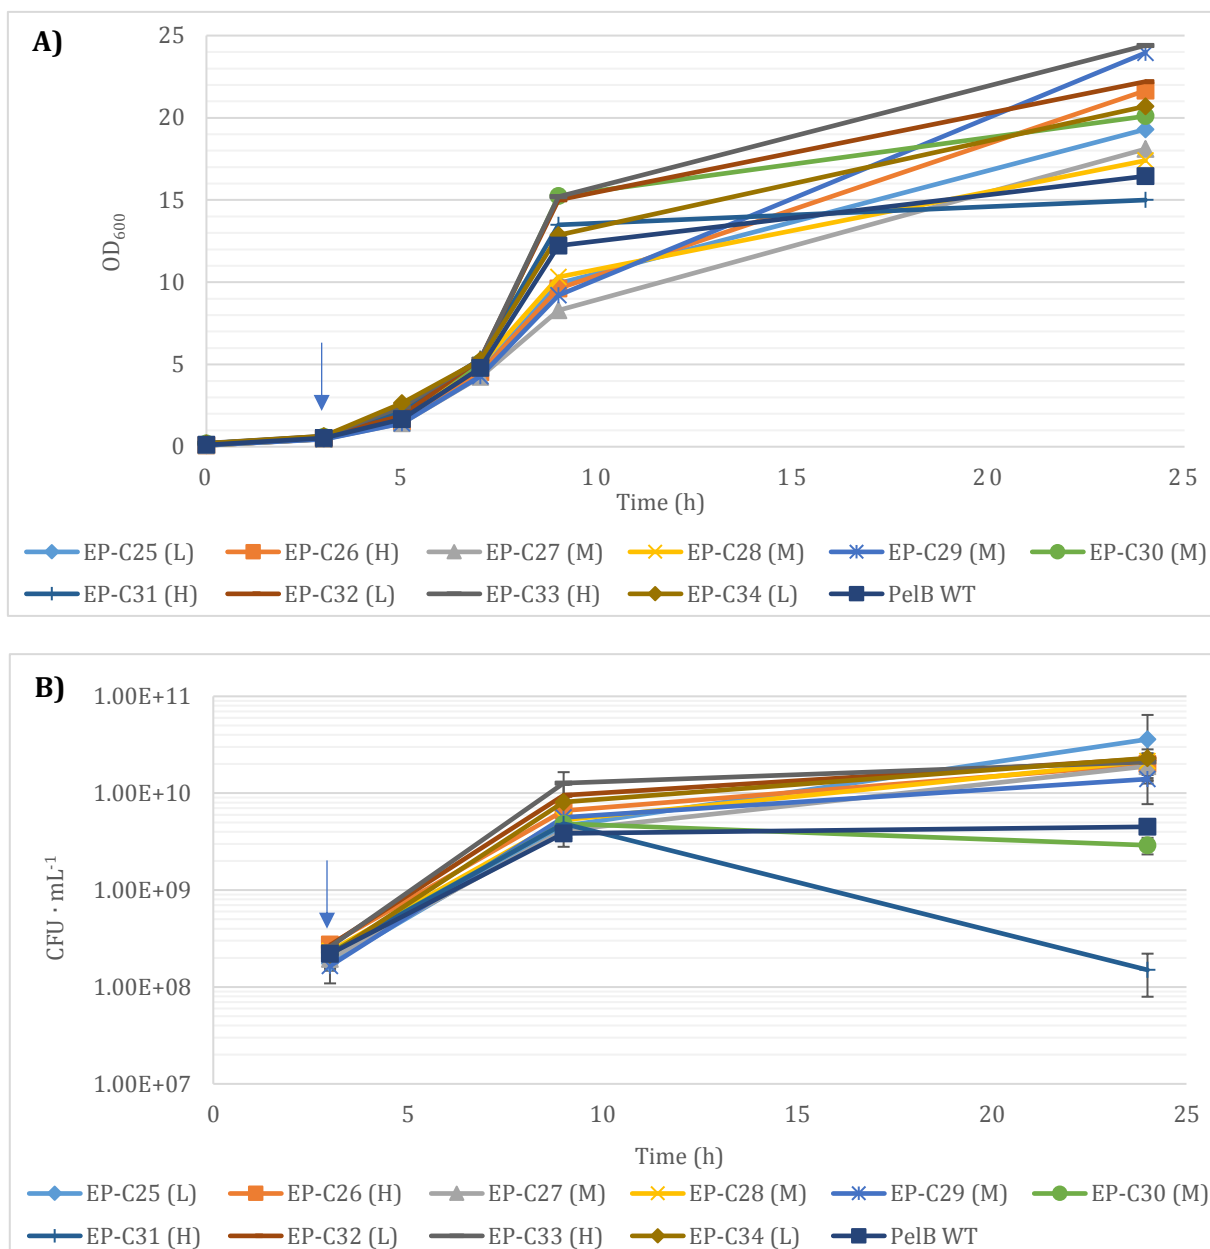 A)
25
20
15
10
5
0
OD600
0 5 10 15 20 25
Time (h)
EP-C25 (L) EP-C26 (H) EP-C27 (M) EP-C28 (M) EP-C29 (M) EP-C30 (M)
EP-C31 (H) EP-C32 (L) EP-C33 (H) EP-C34 (L) PelB WT
B)
1.00E+11
1.00E+10
1.00E+09
1.00E+08
1.00E+07
CFU · mL-1
0 5 10 15 20 25
Time (h)
EP-C25 (L) EP-C26 (H) EP-C27 (M) EP-C28 (M) EP-C29 (M) EP-C30 (M)
EP-C31 (H) EP-C32 (L) EP-C33 (H) EP-C34 (L) PelB WT